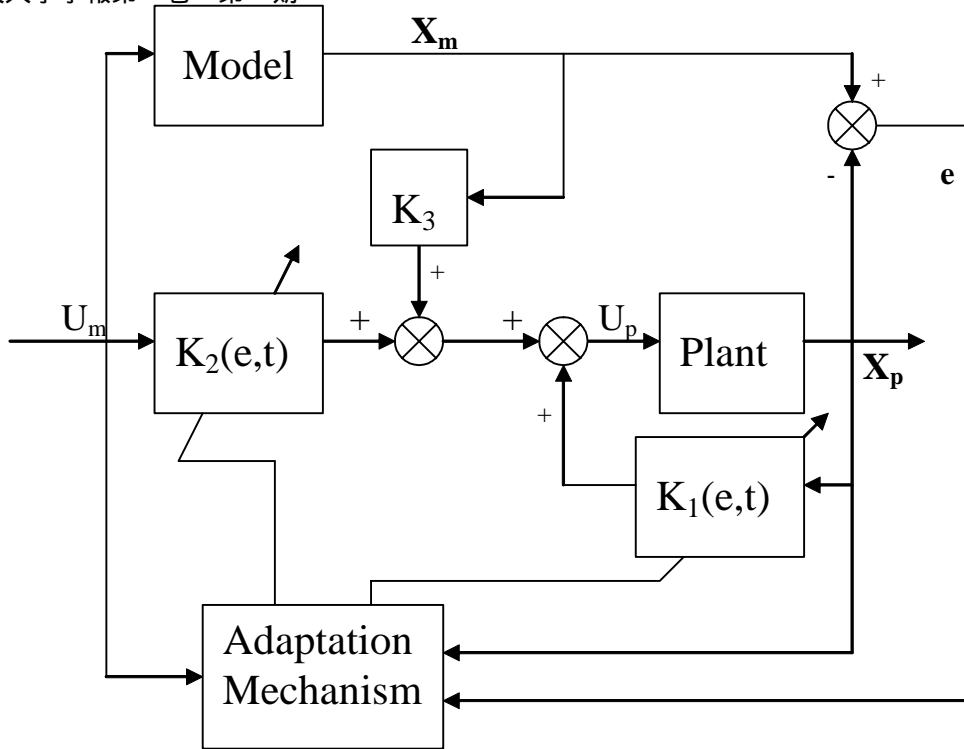 X_m
Model
+
-
e
K_3
+
U_m
K_2(e,t)
+
+
U_p
Plant
X_p
+
K_1(e,t)
Adaptation
Mechanism